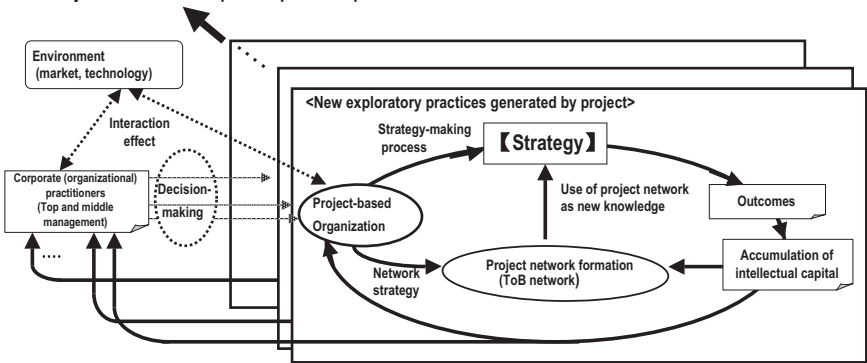 Environment
(market, technology)
<New exploratory practices generated by project>
Interaction
effect
Strategy-making
process
【Strategy】
Corporate (organizational)
practitioners
(Top and middle
management)
Decision-
making
Project-based
Organization
Use of project network
as new knowledge
Outcomes
Network
strategy
Project network formation
(ToB network)
Accumulation of
intellectual capital